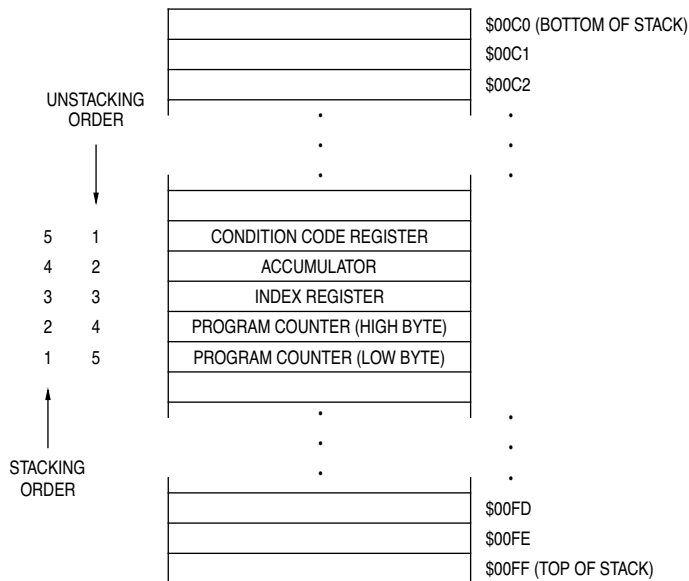 $00C0 (BOTTOM OF STACK)
$00C1
$00C2
UNSTACKING
ORDER
5 1 CONDITION CODE REGISTER
4 2 ACCUMULATOR
3 3 INDEX REGISTER
2 4 PROGRAM COUNTER (HIGH BYTE)
1 5 PROGRAM COUNTER (LOW BYTE)
STACKING
ORDER
$00FD
$00FE
$00FF (TOP OF STACK)